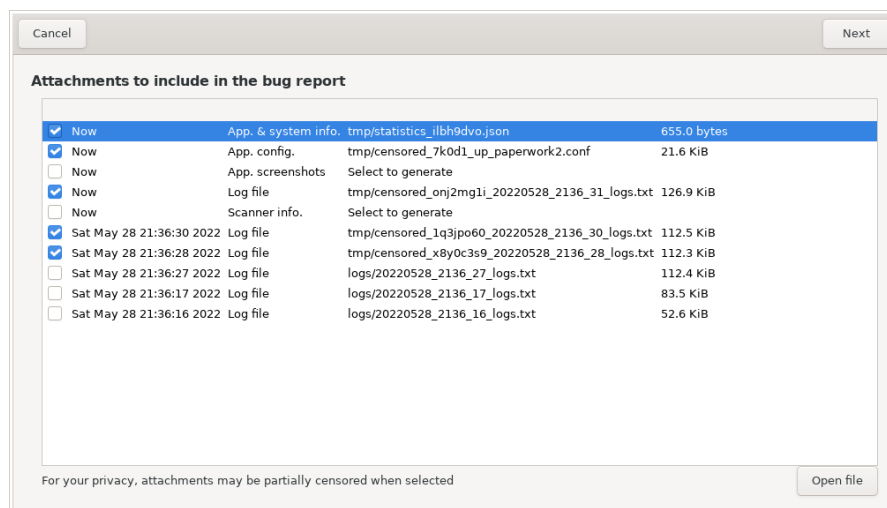 Cancel Next
Attachments to include in the bug report
Now App. & system info. tmp/statistics_ilbh9dvo.json 655.0 bytes
Now App. config. tmp/censored_7k0d1_up_paperwork2.conf 21.6 KiB
Now App. screenshots Select to generate
Now Log file tmp/censored_onj2mg1i_20220528_2136_31_logs.txt 126.9 KiB
Now Scanner info. Select to generate
Sat May 28 21:36:30 2022 Log file tmp/censored_1q3jpo60_20220528_2136_30_logs.txt 112.5 KiB
Sat May 28 21:36:28 2022 Log file tmp/censored_x8y0c3s9_20220528_2136_28_logs.txt 112.3 KiB
Sat May 28 21:36:27 2022 Log file logs/20220528_2136_27_logs.txt 112.4 KiB
Sat May 28 21:36:17 2022 Log file logs/20220528_2136_17_logs.txt 83.5 KiB
Sat May 28 21:36:16 2022 Log file logs/20220528_2136_16_logs.txt 52.6 KiB
For your privacy, attachments may be partially censored when selected Open file